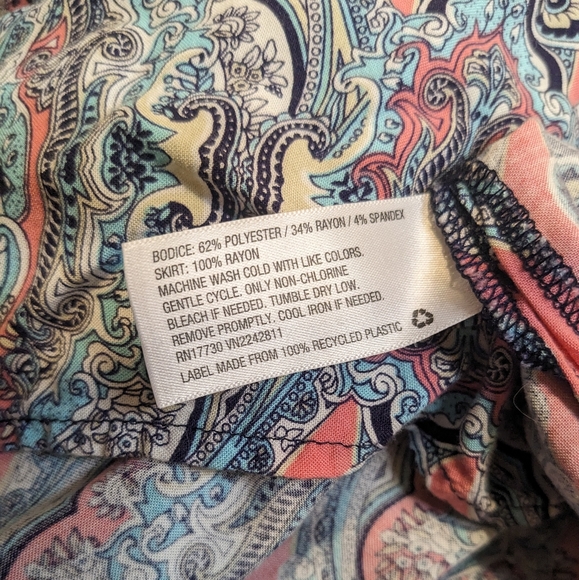 BODICE: 62% POLYESTER / 34% RAYON / 4% SPANDEX
SKIRT: 100% RAYON
MACHINE WASH COLD WITH LIKE COLORS.
GENTLE CYCLE. ONLY NON-CHLORINE
BLEACH IF NEEDED. TUMBLE DRY LOW.
REMOVE PROMPTLY. COOL IRON IF NEEDED.
RN17730 VN2242811
LABEL MADE FROM 100% RECYCLED PLASTIC